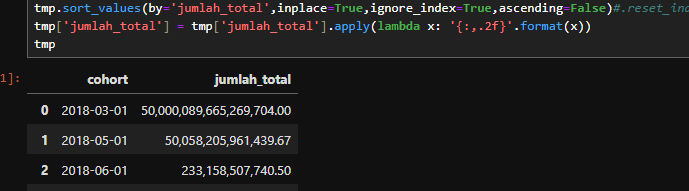 tmp.sort_values(by='jumlah_total',inplace=True,ignore_index=True,ascending=False)#.reset_
tmp['jumlah_total'] = tmp['jumlah_total'].apply(lambda x: '{:,.2f}'.format(x))
tmp
1]:
cohort jumlah_total
0 2018-03-01 50,000,089,665,269,704.00
1 2018-05-01 50,058,205,961,439.67
2 2018-06-01 233,158,507,740.50